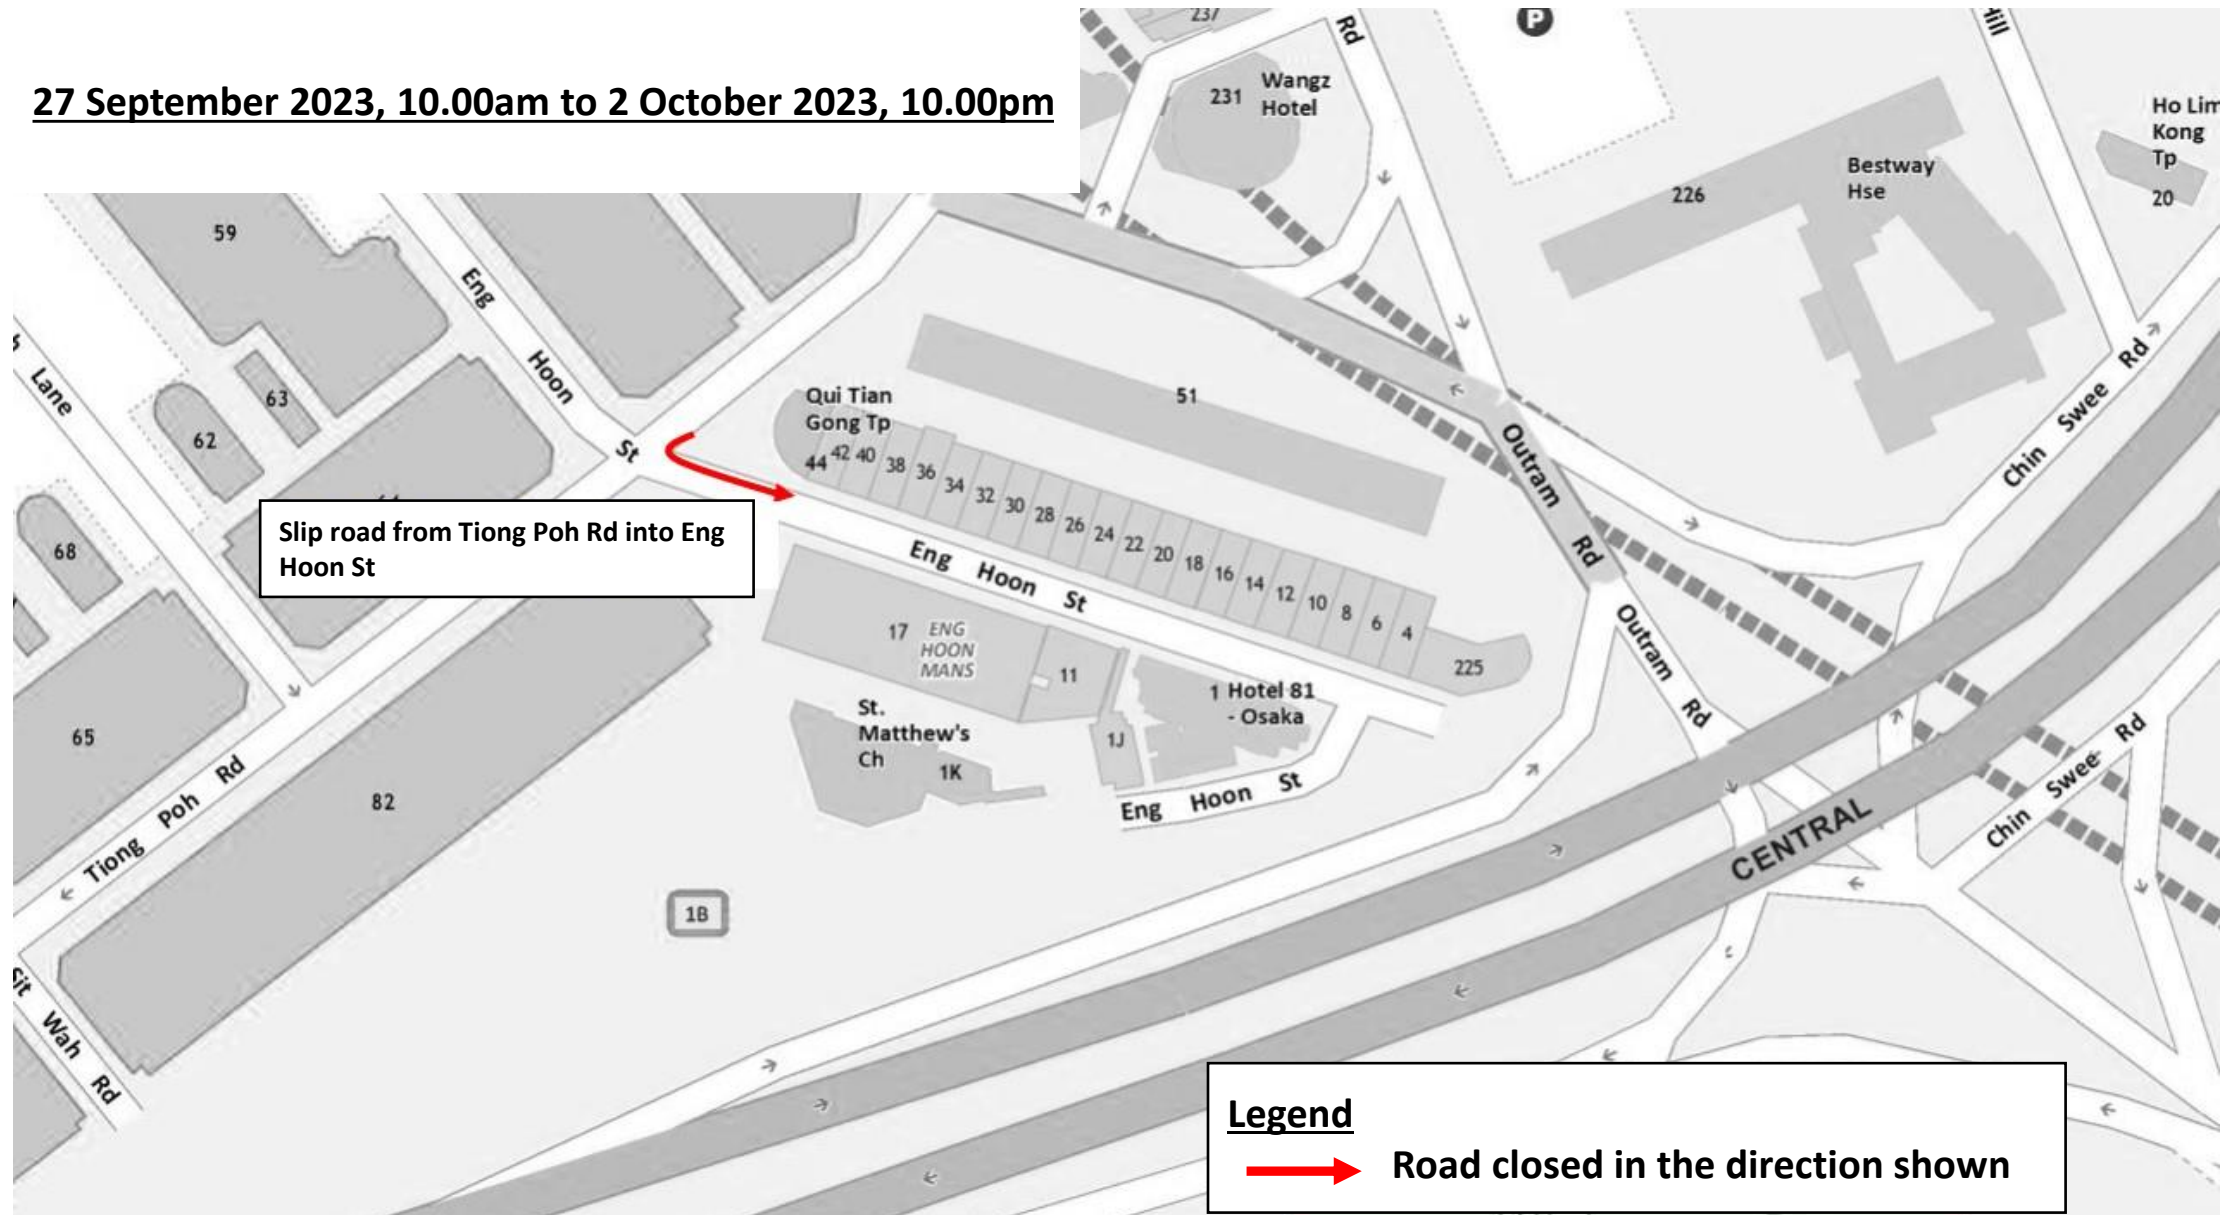 27 September 2023, 10.00am to 2 October 2023, 10.00pm
237
Rd
P
Hill
231
Wangz
Hotel
Ho Lim
Kong
Tp
20
Bestway
Hse
226
59
Eng
Hoon
St
Lane
63
62
68
Qui Tian
Gong Tp
51
44
42
40
38
36
34
32
30
28
26
24
22
20
18
16
14
12
10
8
6
4
225
Outram
Rd
Chin Swee Rd
Slip road from Tiong Poh Rd into Eng
Hoon St
Eng Hoon St
17
ENG
HOON
MANS
11
1
Hotel 81
- Osaka
Outram Rd
St.
Matthew's
Ch
1K
1J
Eng Hoon St
65
82
Tiong Poh Rd
Chin Swee Rd
CENTRAL
1B
Sit Wah Rd
Legend
Road closed in the direction shown